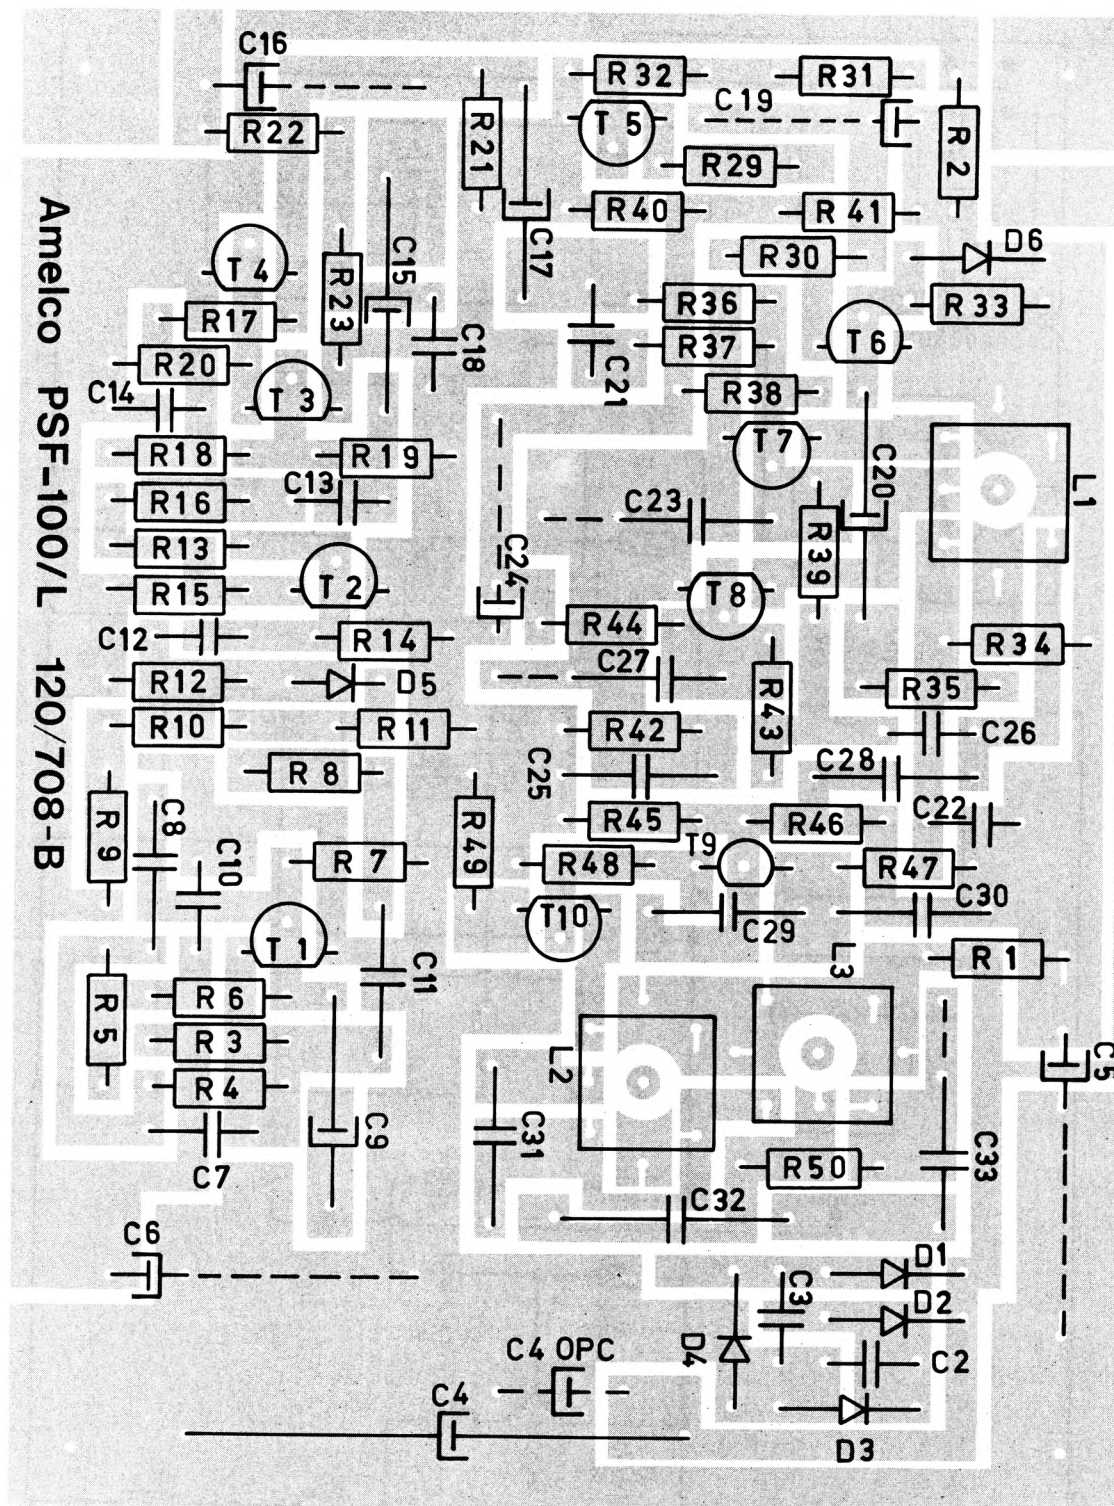 C16
R32
R31
C19
R22
R21
T5
R2
R29
R40
R41
C17
T4
C15
R30
D6
R23
R36
R33
R17
C18
R37
T6
R20
C21
C14
T3
R38
R18
R19
T7
C20
L1
C13
R16
C23
R13
R39
C24
T2
T8
R15
R44
C12
R14
R34
C27
R12
D5
R43
R35
R10
R11
R42
C26
R8
C28
C25
C8
R9
R45
R46
C22
R49
C10
R7
R48
T9
R47
C30
T10
C29
T1
C11
L3
R1
R5
R6
R3
L2
C5
R4
C9
C31
C7
R50
C33
C32
C6
D1
C3
D2
D4
C4 OPC
C2
C4
D3
Amelco PSF-100/L 120/708-B